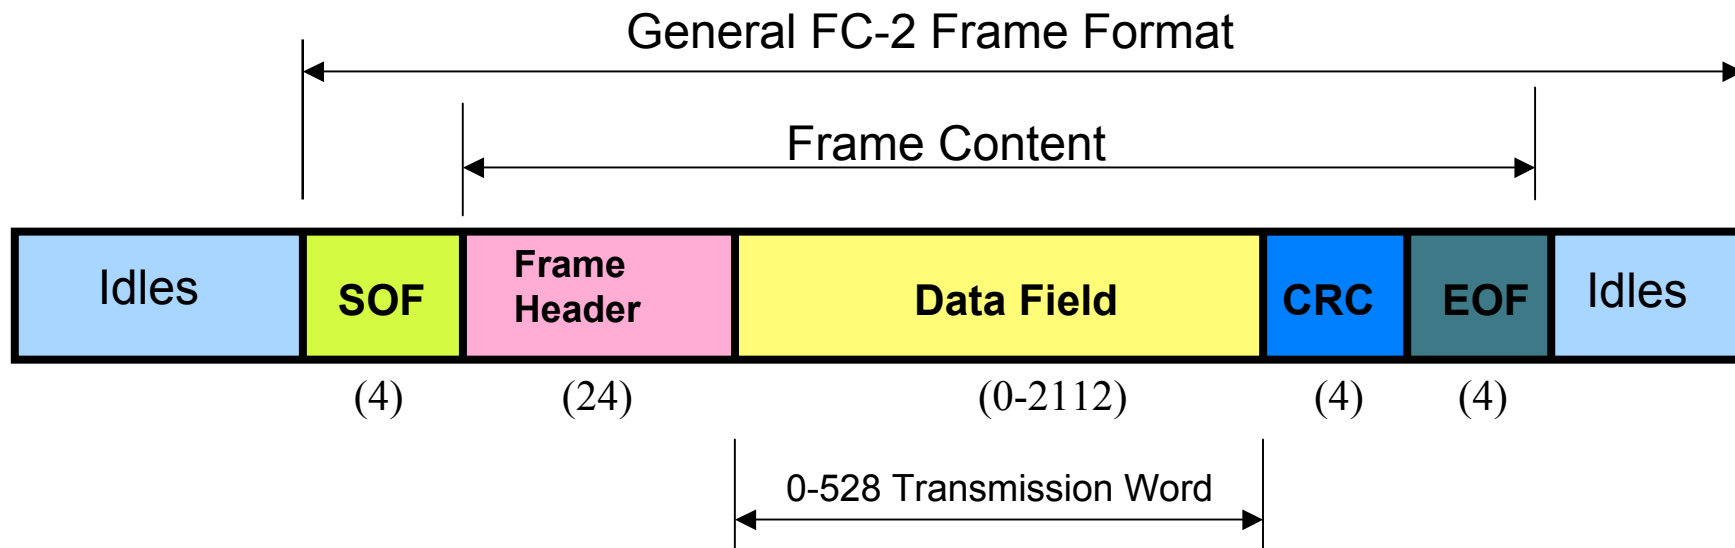 General FC-2 Frame Format
Frame Content
Idles
SOF
Frame
Header
Data Field
CRC
EOF
Idles
(4)
(24)
(0-2112)
(4)
(4)
0-528 Transmission Word